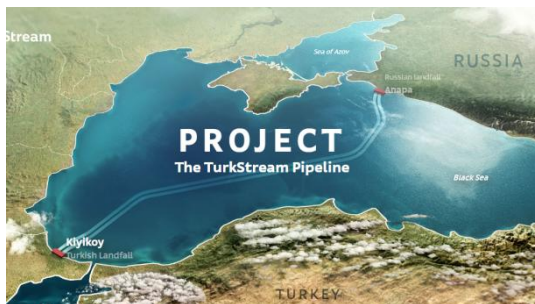 Stream
Sea of Azov
RUSSIA
Russian landfall
Anapa
PROJECT
The TurkStream Pipeline
Black Sea
Kiyikoy
Turkish Landfall
TURKEY